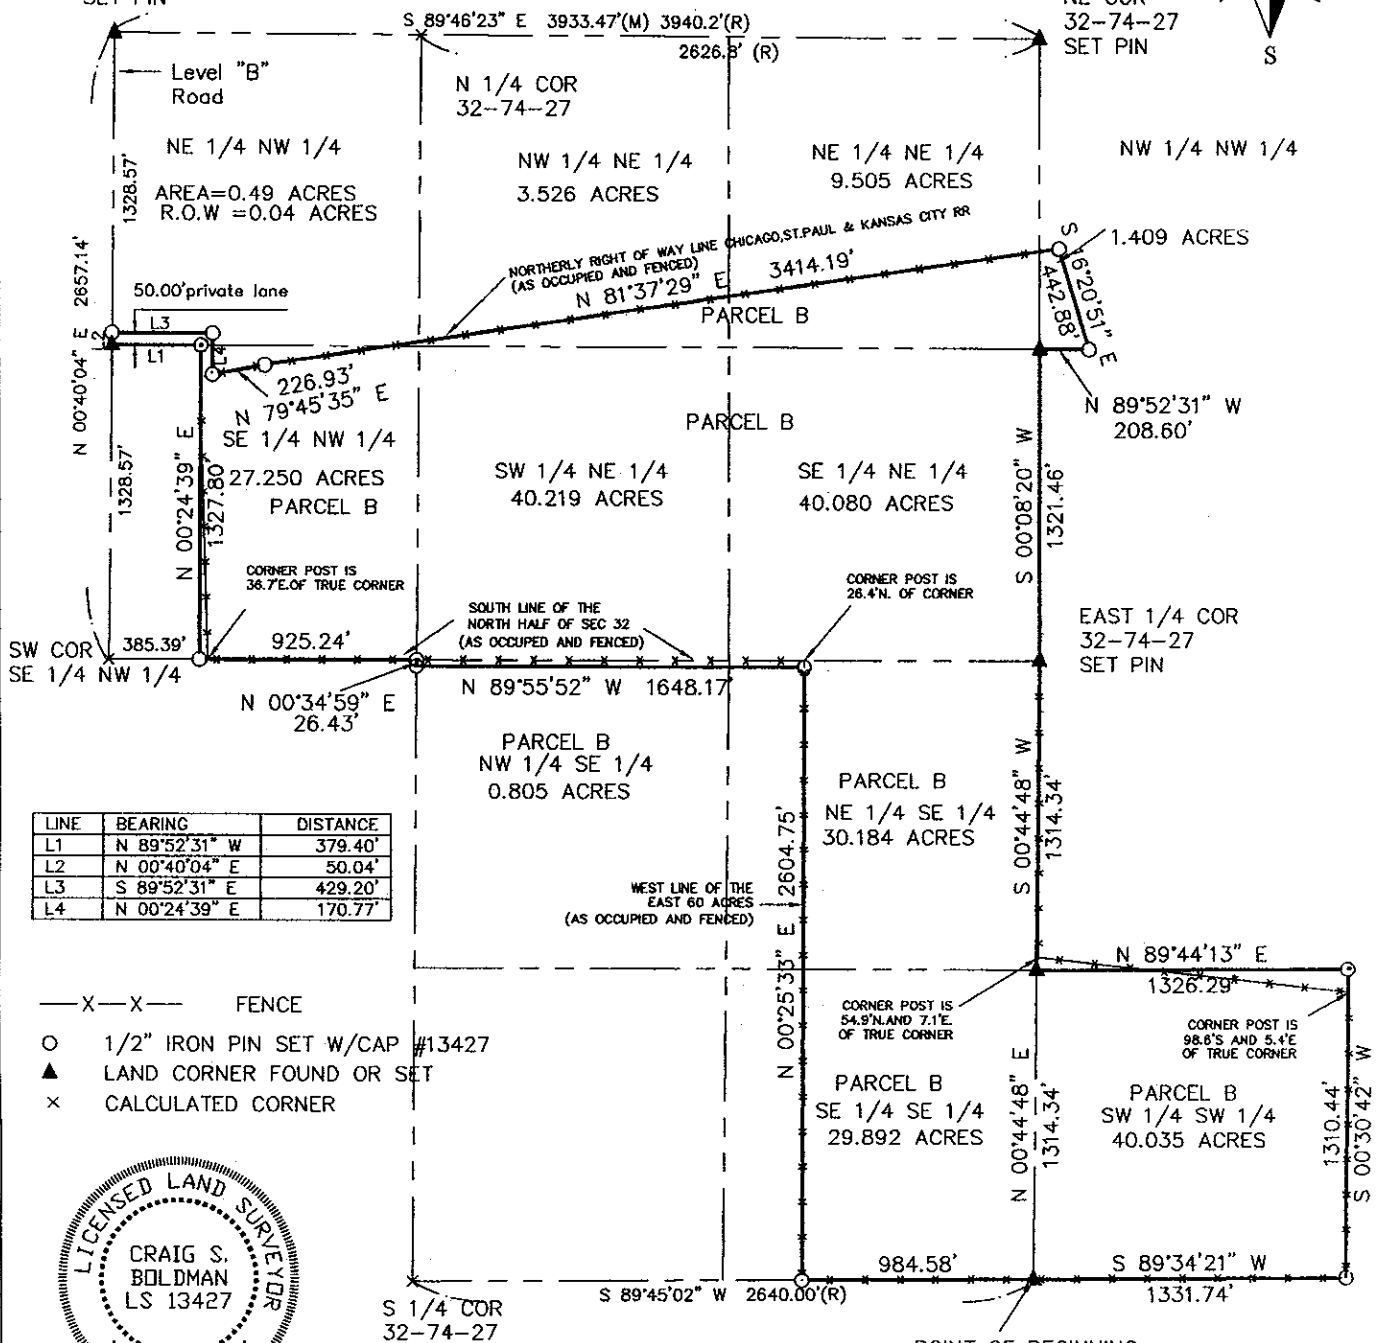 S 89°46'23" E 3933.47'(M) 3940.2'(R)
2626.8' (R)
32-74-27
SET PIN
S
Level "B"
Road
N 1/4 COR
32-74-27
NE 1/4 NW 1/4
AREA=0.49 ACRES
R.O.W =0.04 ACRES
NW 1/4 NE 1/4
3.526 ACRES
NE 1/4 NE 1/4
9.505 ACRES
NW 1/4 NW 1/4
1.409 ACRES
1328.57'
N 00°40'04" E 2657.14'
NORTHERLY RIGHT OF WAY LINE CHICAGO,ST.PAUL & KANSAS CITY RR
(AS OCCUPIED AND FENCED)
N 81°37'29" E 3414.19'
S 16°20'51" E
442.88'
50.00'private lane
L3
L1
L4
PARCEL B
226.93'
N 79°45'35" E
N 89°52'31" W
208.60'
SE 1/4 NW 1/4
27.250 ACRES
PARCEL B
PARCEL B
SW 1/4 NE 1/4
40.219 ACRES
SE 1/4 NE 1/4
40.080 ACRES
1328.57'
N 00°24'39" E
1327.80'
S 00°08'20" W
1321.46'
CORNER POST IS
36.7'E.OF TRUE CORNER
SOUTH LINE OF THE
NORTH HALF OF SEC 32
(AS OCCUPED AND FENCED)
CORNER POST IS
26.4'N. OF CORNER
EAST 1/4 COR
32-74-27
SET PIN
SW COR
SE 1/4 NW 1/4
385.39'
925.24'
N 00°34'59" E
26.43'
N 89°55'52" W 1648.17'
PARCEL B
NW 1/4 SE 1/4
0.805 ACRES
PARCEL B
NE 1/4 SE 1/4
30.184 ACRES
S 00°44'48" W
1314.34'
LINE BEARING DISTANCE
L1 N 89°52'31" W 379.40'
L2 N 00°40'04" E 50.04'
L3 S 89°52'31" E 429.20'
L4 N 00°24'39" E 170.77'
WEST LINE OF THE
EAST 60 ACRES
(AS OCCUPIED AND FENCED)
N 00°25'33" E 2604.75'
N 89°44'13" E
1326.29'
CORNER POST IS
54.9'N.AND 7.1'E.
OF TRUE CORNER
CORNER POST IS
98.6'S AND 5.4'E
OF TRUE CORNER
—X—X— FENCE
1/2" IRON PIN SET W/CAP #13427
LAND CORNER FOUND OR SET
× CALCULATED CORNER
PARCEL B
SE 1/4 SE 1/4
29.892 ACRES
N 00°44'48" E
1314.34'
PARCEL B
SW 1/4 SW 1/4
40.035 ACRES
1310.44'
S 00°30'42" W
LICENSED LAND SURVEYOR
CRAIG S.
BOLDMAN
LS 13427
984.58'
S 89°34'21" W
1331.74'
S 89°45'02" W 2640.00'(R)
S 1/4 COR
32-74-27